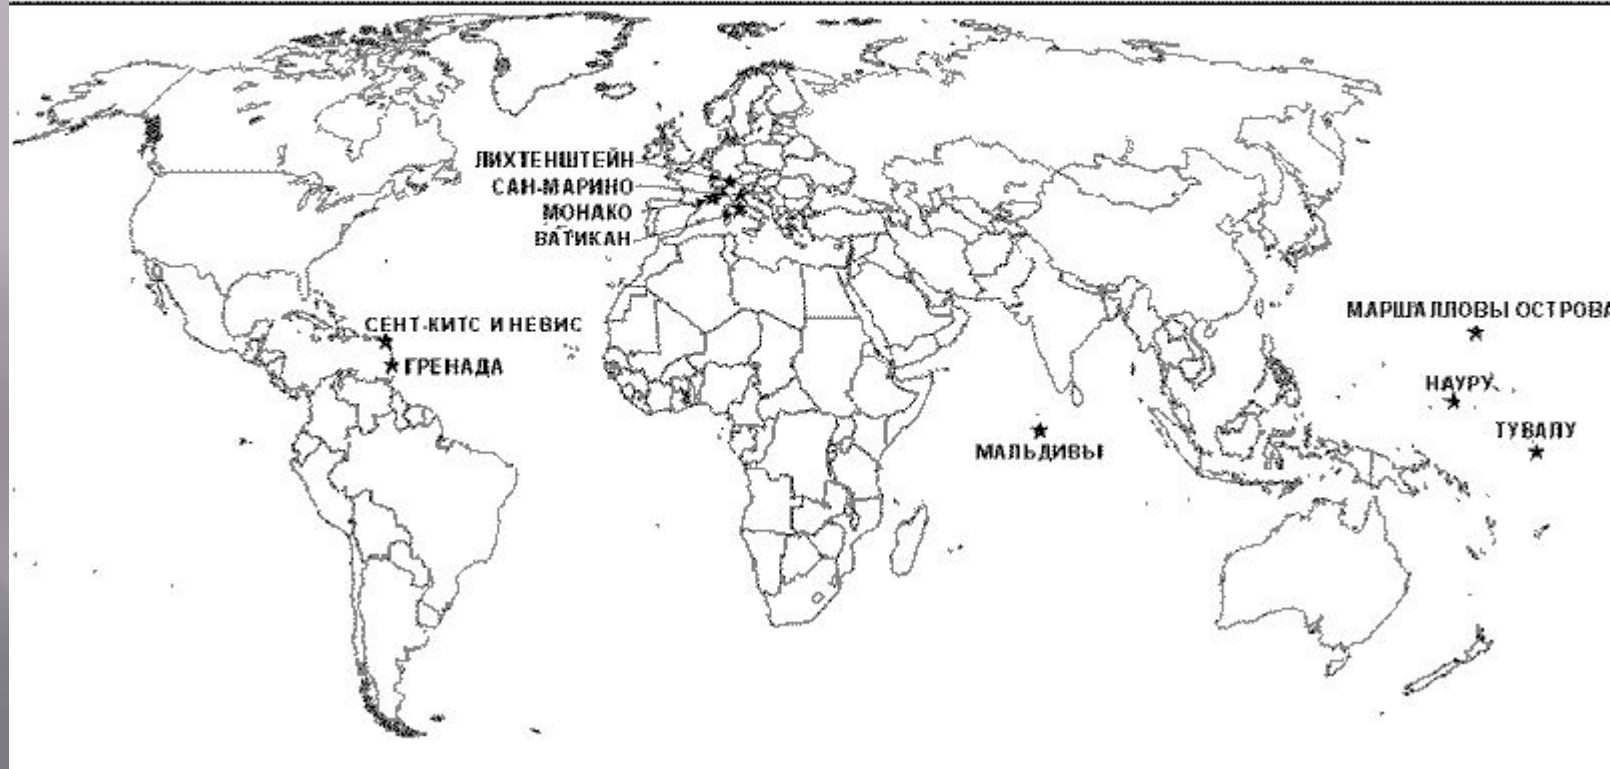 ЛИХТЕНШТЕЙН
САН-МАРИНО
МОНАКО
ВАТИКАН
СЕНТ-КИТС И НЕВИС
ГРЕНАДА
МАРШАЛЛОВЫ ОСТРОВА
НАУРУ
ТУВАЛУ
МАЛЬДИВЫ